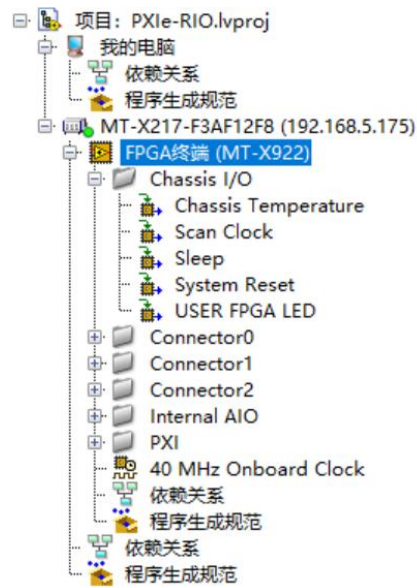 项目: PXIe-RIO.lvproj
我的电脑
依赖关系
程序生成规范
MT-X217-F3AF12F8 (192.168.5.175)
FPGA终端 (MT-X922)
Chassis I/O
Chassis Temperature
Scan Clock
Sleep
System Reset
USER FPGA LED
Connector0
Connector1
Connector2
Internal AIO
PXI
40 MHz Onboard Clock
依赖关系
程序生成规范
依赖关系
程序生成规范